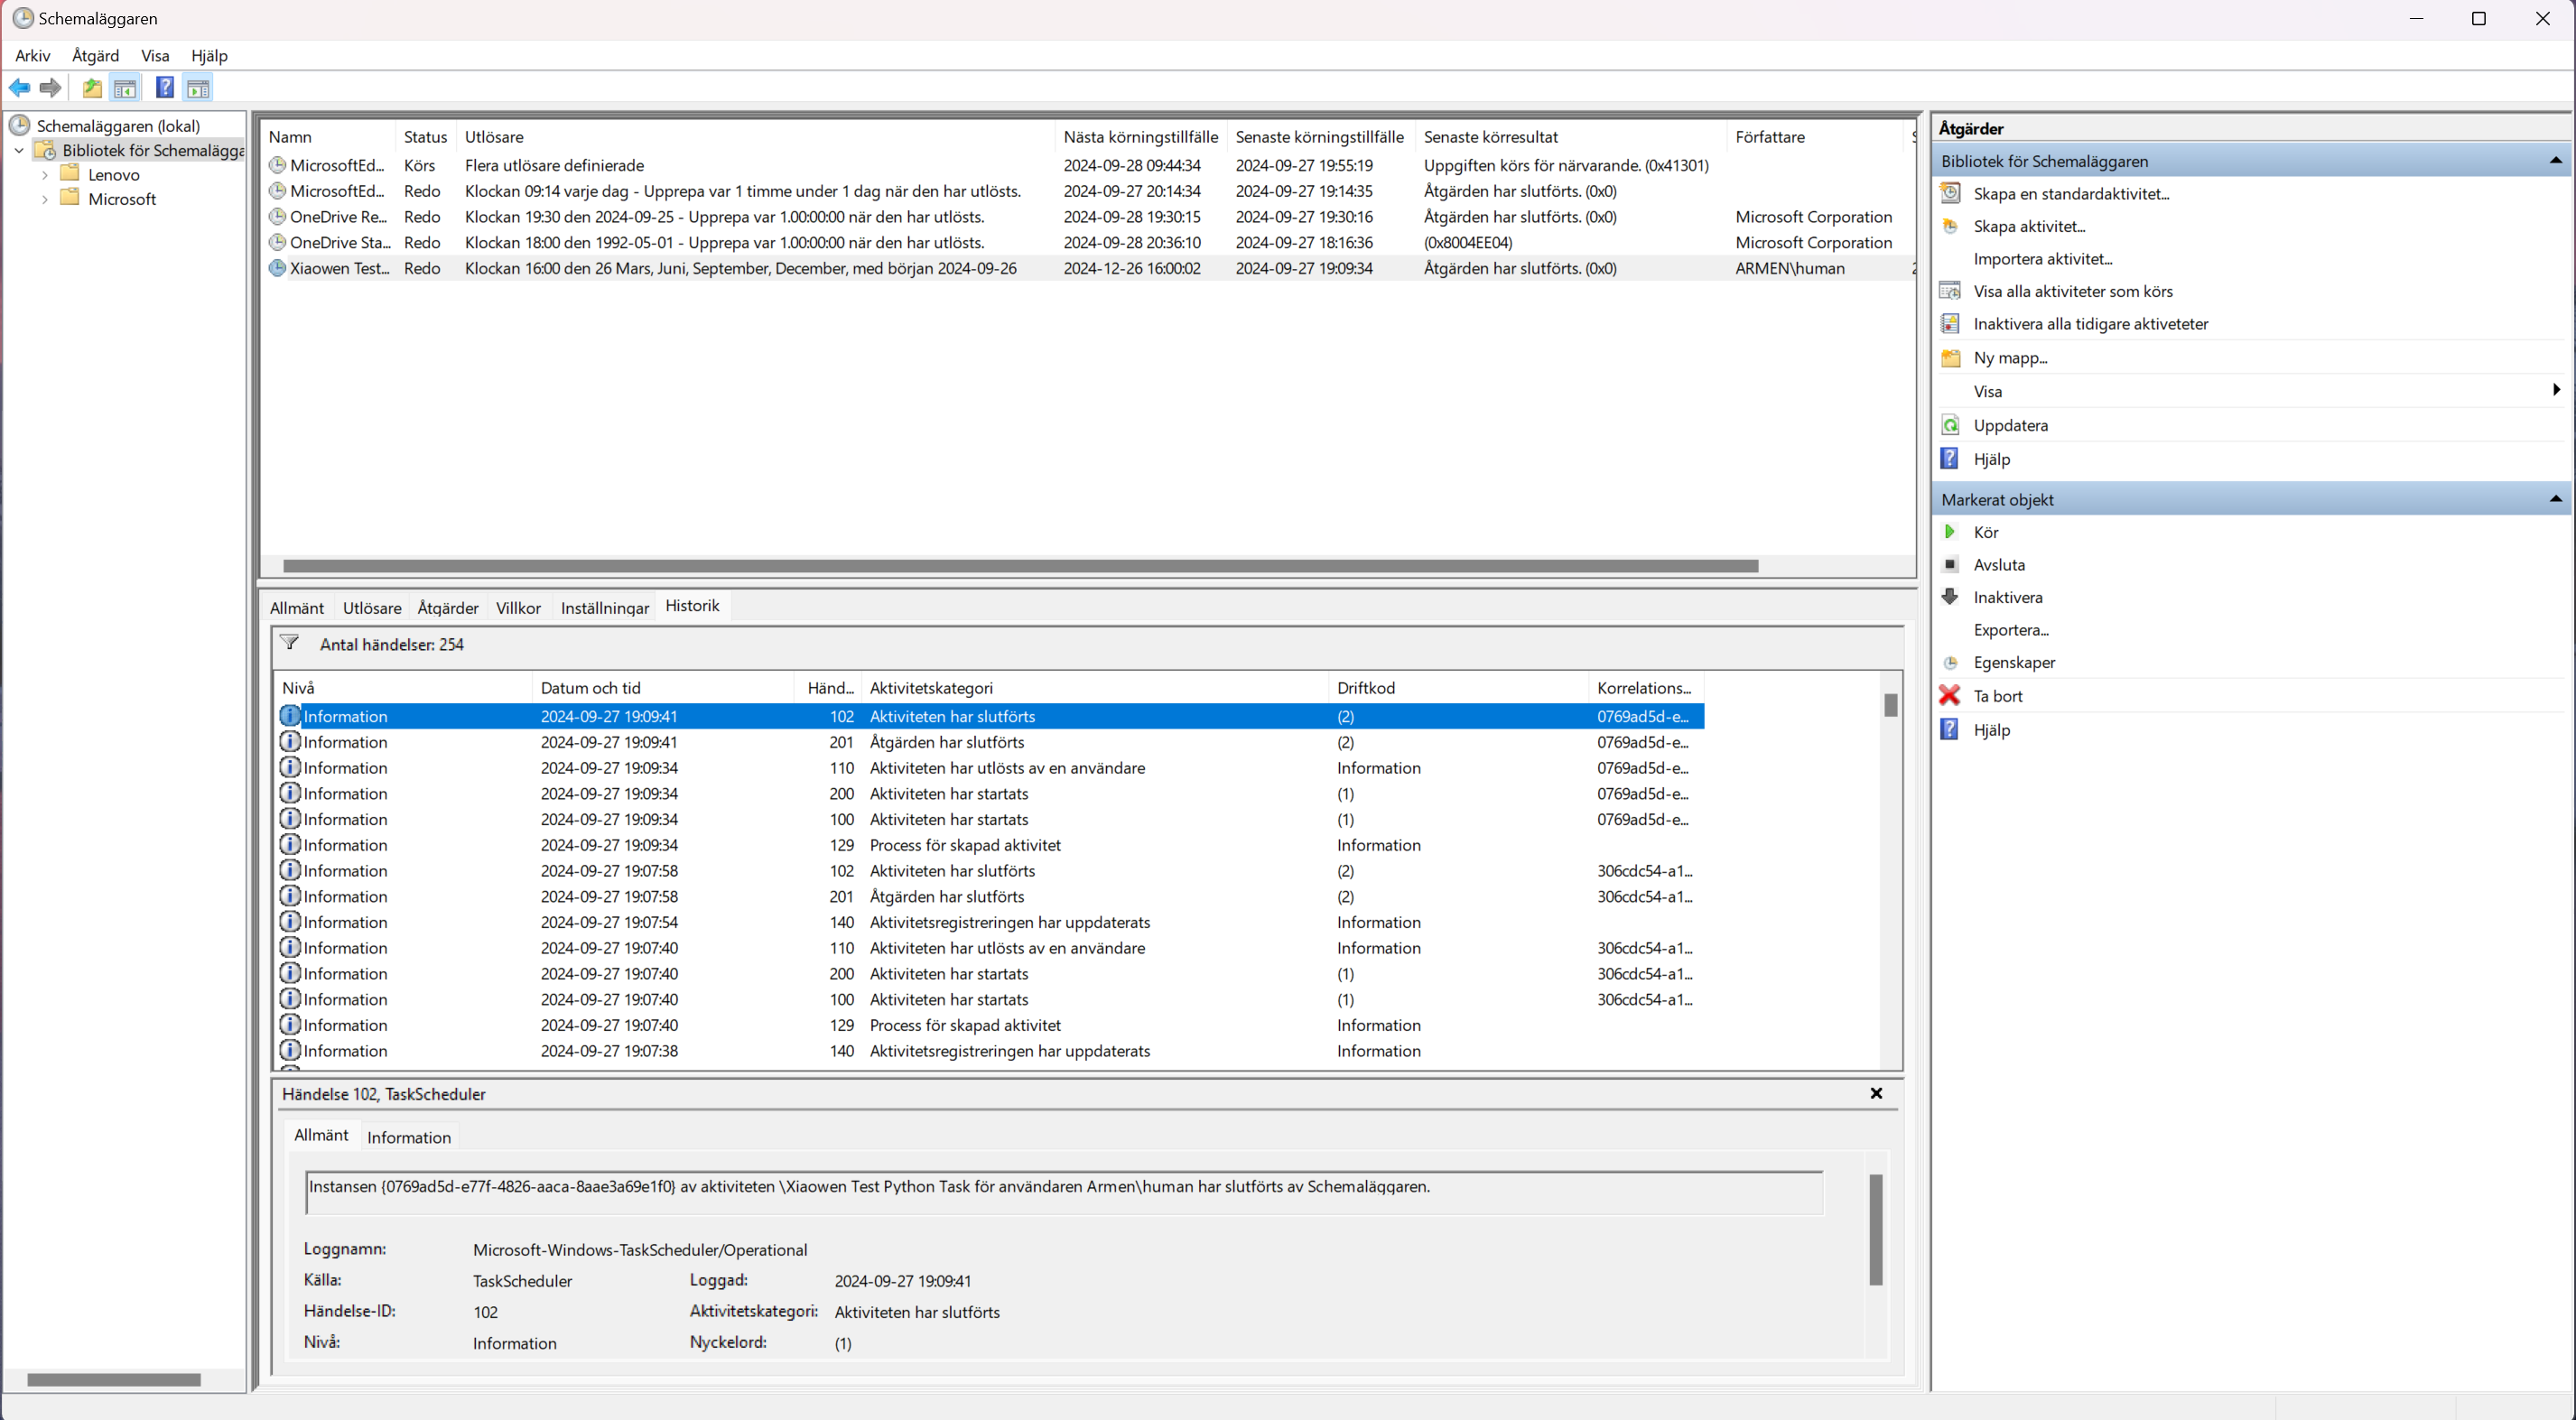 Schemaläggaren
Arkiv Åtgärd Visa Hjälp
Schemaläggaren (lokal)
Bibliotek för Schemalägga
Lenovo
Microsoft
Namn Status Utlösare Nästa körningstillfälle Senaste körningstillfälle Senaste körresultat Författare
MicrosoftEd... Körs Flera utlösare definierade 2024-09-28 09:44:34 2024-09-27 19:55:19 Uppgiften körs för närvarande. (0x41301)
MicrosoftEd... Redo Klockan 09:14 varje dag - Upprepa var 1 timme under 1 dag när den har utlösts. 2024-09-27 20:14:34 2024-09-27 19:14:35 Åtgärden har slutförts. (0x0)
OneDrive Re... Redo Klockan 19:30 den 2024-09-25 - Upprepa var 1.00:00:00 när den har utlösts. 2024-09-28 19:30:15 2024-09-27 19:30:16 Åtgärden har slutförts. (0x0) Microsoft Corporation
OneDrive Sta... Redo Klockan 18:00 den 1992-05-01 - Upprepa var 1.00:00:00 när den har utlösts. 2024-09-28 20:36:10 2024-09-27 18:16:36 (0x8004EE04) Microsoft Corporation
Xiaowen Test... Redo Klockan 16:00 den 26 Mars, Juni, September, December, med början 2024-09-26 2024-12-26 16:00:02 2024-09-27 19:09:34 Åtgärden har slutförts. (0x0) ARMEN\human
Allmänt Utlösare Åtgärder Villkor Inställningar Historik
Antal händelser: 254
Nivå Datum och tid Händ... Aktivitetskategori Driftkod Korrelations...
Information 2024-09-27 19:09:41 102 Aktiviteten har slutförts (2) 0769ad5d-e...
Information 2024-09-27 19:09:41 201 Åtgärden har slutförts (2) 0769ad5d-e...
Information 2024-09-27 19:09:34 110 Aktiviteten har utlösts av en användare Information 0769ad5d-e...
Information 2024-09-27 19:09:34 200 Aktiviteten har startats (1) 0769ad5d-e...
Information 2024-09-27 19:09:34 100 Aktiviteten har startats (1) 0769ad5d-e...
Information 2024-09-27 19:09:34 129 Process för skapad aktivitet Information
Information 2024-09-27 19:07:58 102 Aktiviteten har slutförts (2) 306cdc54-a1...
Information 2024-09-27 19:07:58 201 Åtgärden har slutförts (2) 306cdc54-a1...
Information 2024-09-27 19:07:54 140 Aktivitetsregistreringen har uppdaterats Information
Information 2024-09-27 19:07:40 110 Aktiviteten har utlösts av en användare Information 306cdc54-a1...
Information 2024-09-27 19:07:40 200 Aktiviteten har startats (1) 306cdc54-a1...
Information 2024-09-27 19:07:40 100 Aktiviteten har startats (1) 306cdc54-a1...
Information 2024-09-27 19:07:40 129 Process för skapad aktivitet Information
Information 2024-09-27 19:07:38 140 Aktivitetsregistreringen har uppdaterats Information
Händelse 102, TaskScheduler
Allmänt Information
Instansen {0769ad5d-e77f-4826-aaca-8aae3a69e1f0} av aktiviteten \Xiaowen Test Python Task för användaren Armen\human har slutförts av Schemaläggaren.
Loggnamn: Microsoft-Windows-TaskScheduler/Operational
Källa: TaskScheduler Loggad: 2024-09-27 19:09:41
Händelse-ID: 102 Aktivitetskategori: Aktiviteten har slutförts
Nivå: Information Nyckelord: (1)
Åtgärder
Bibliotek för Schemaläggaren
Skapa en standardaktivitet...
Skapa aktivitet...
Importera aktivitet...
Visa alla aktiviteter som körs
Inaktivera alla tidigare aktiveteter
Ny mapp...
Visa
Uppdatera
Hjälp
Markerat objekt
Kör
Avsluta
Inaktivera
Exportera...
Egenskaper
Ta bort
Hjälp